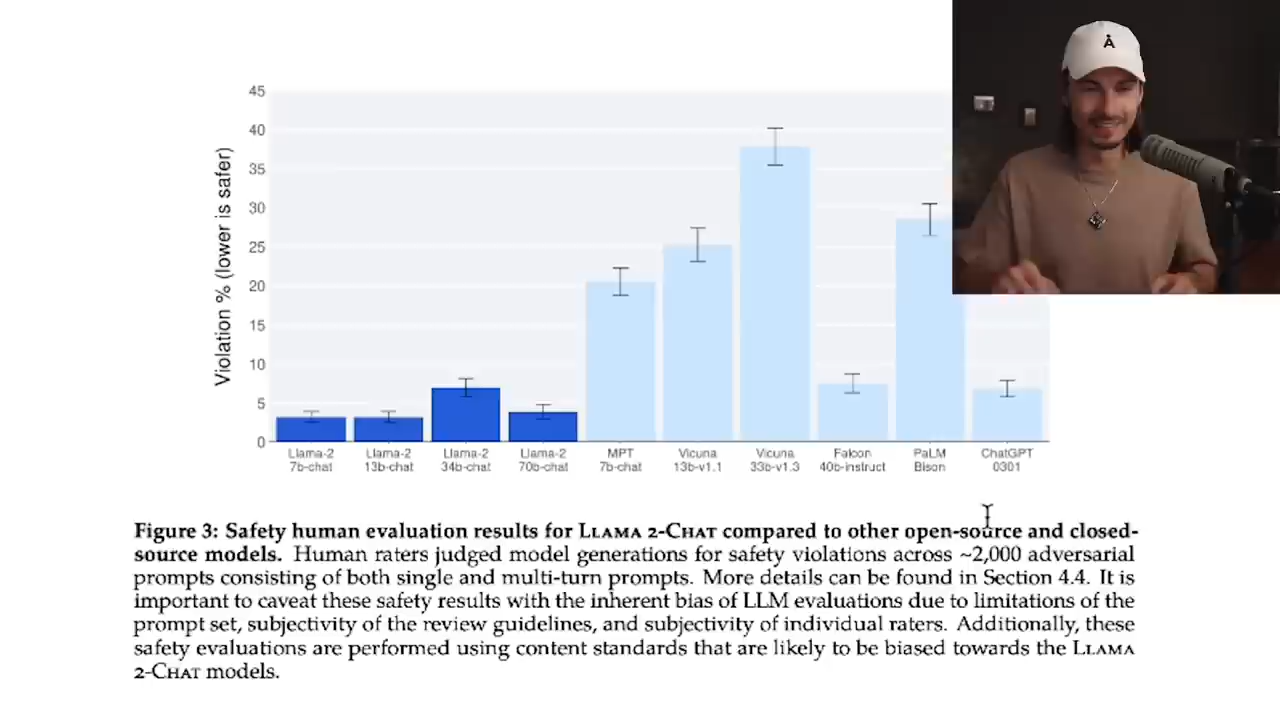 Å
45
40
35
30
25
20
15
10
5
0
Violation % (lower is safer)
Llama-2 7b-chat
Llama-2 13b-chat
Llama-2 34b-chat
Llama-2 70b-chat
MPT 7b-chat
Vicuna 13b-v1.1
Vicuna 33b-v1.3
Falcon 40b-instruct
PaLM Bison
ChatGPT 0301
Figure 3: Safety human evaluation results for LLAMA 2-CHAT compared to other open-source and closed-
source models. Human raters judged model generations for safety violations across ~2,000 adversarial
prompts consisting of both single and multi-turn prompts. More details can be found in Section 4.4. It is
important to caveat these safety results with the inherent bias of LLM evaluations due to limitations of the
prompt set, subjectivity of the review guidelines, and subjectivity of individual raters. Additionally, these
safety evaluations are performed using content standards that are likely to be biased towards the LLAMA
2-CHAT models.